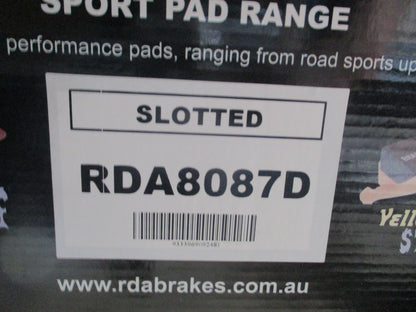 SPORT PAD RANGE
performance pads, ranging from road sports up
SLOTTED
RDA8087D
www.rdabrakes.com.au